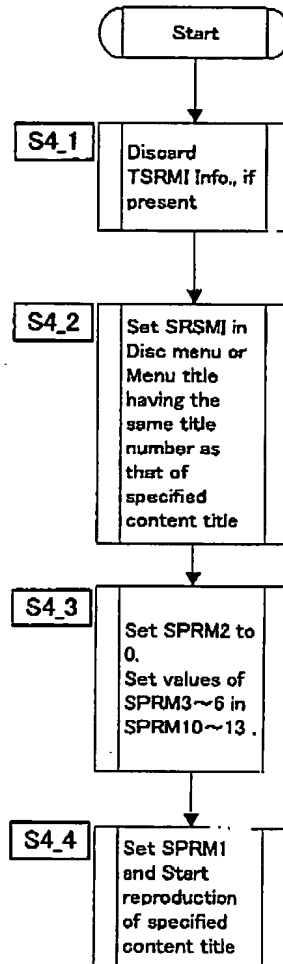 Start
S4_1
Discard
TSRMI Info., if
present
S4_2
Set SRSMI in
Disc menu or
Menu title
having the
same title
number as
that of
specified
content title
S4_3
Set SPRM2 to
0.
Set values of
SPRM3～6 in
SPRM10～13 .
S4_4
Set SPRM1
and Start
reproduction
of specified
content title